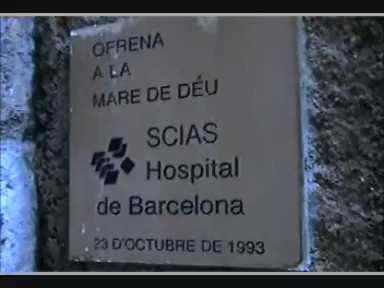 OFRENA
A LA
MARE DE DÉU
SCIAS
Hospital
de Barcelona
23 D'OCTUBRE DE 1993